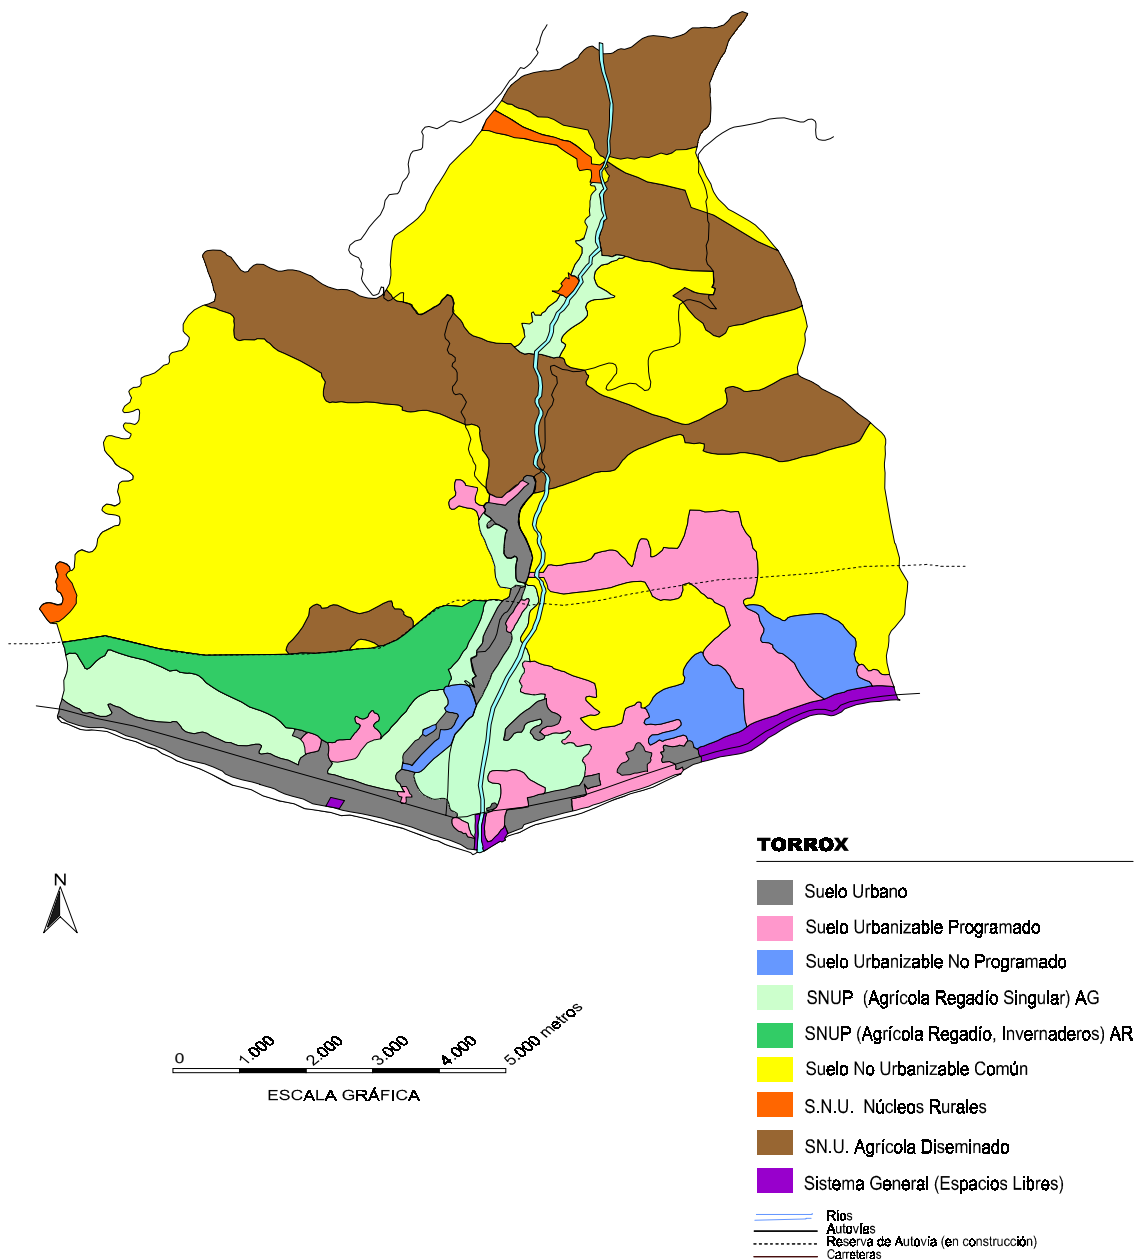 N
0
1.000
2.000
3.000
4.000
5.000 metros
ESCALA GRÁFICA
TORROX
Suelo Urbano
Suelo Urbanizable Programado
Suelo Urbanizable No Programado
SNUP (Agrícola Regadío Singular) AG
SNUP (Agrícola Regadío, Invernaderos) AR
Suelo No Urbanizable Común
S.N.U. Núcleos Rurales
SN.U. Agrícola Diseminado
Sistema General (Espacios Libres)
Ríos
Autovías
Reserva de Autovía (en construcción)
Carreteras